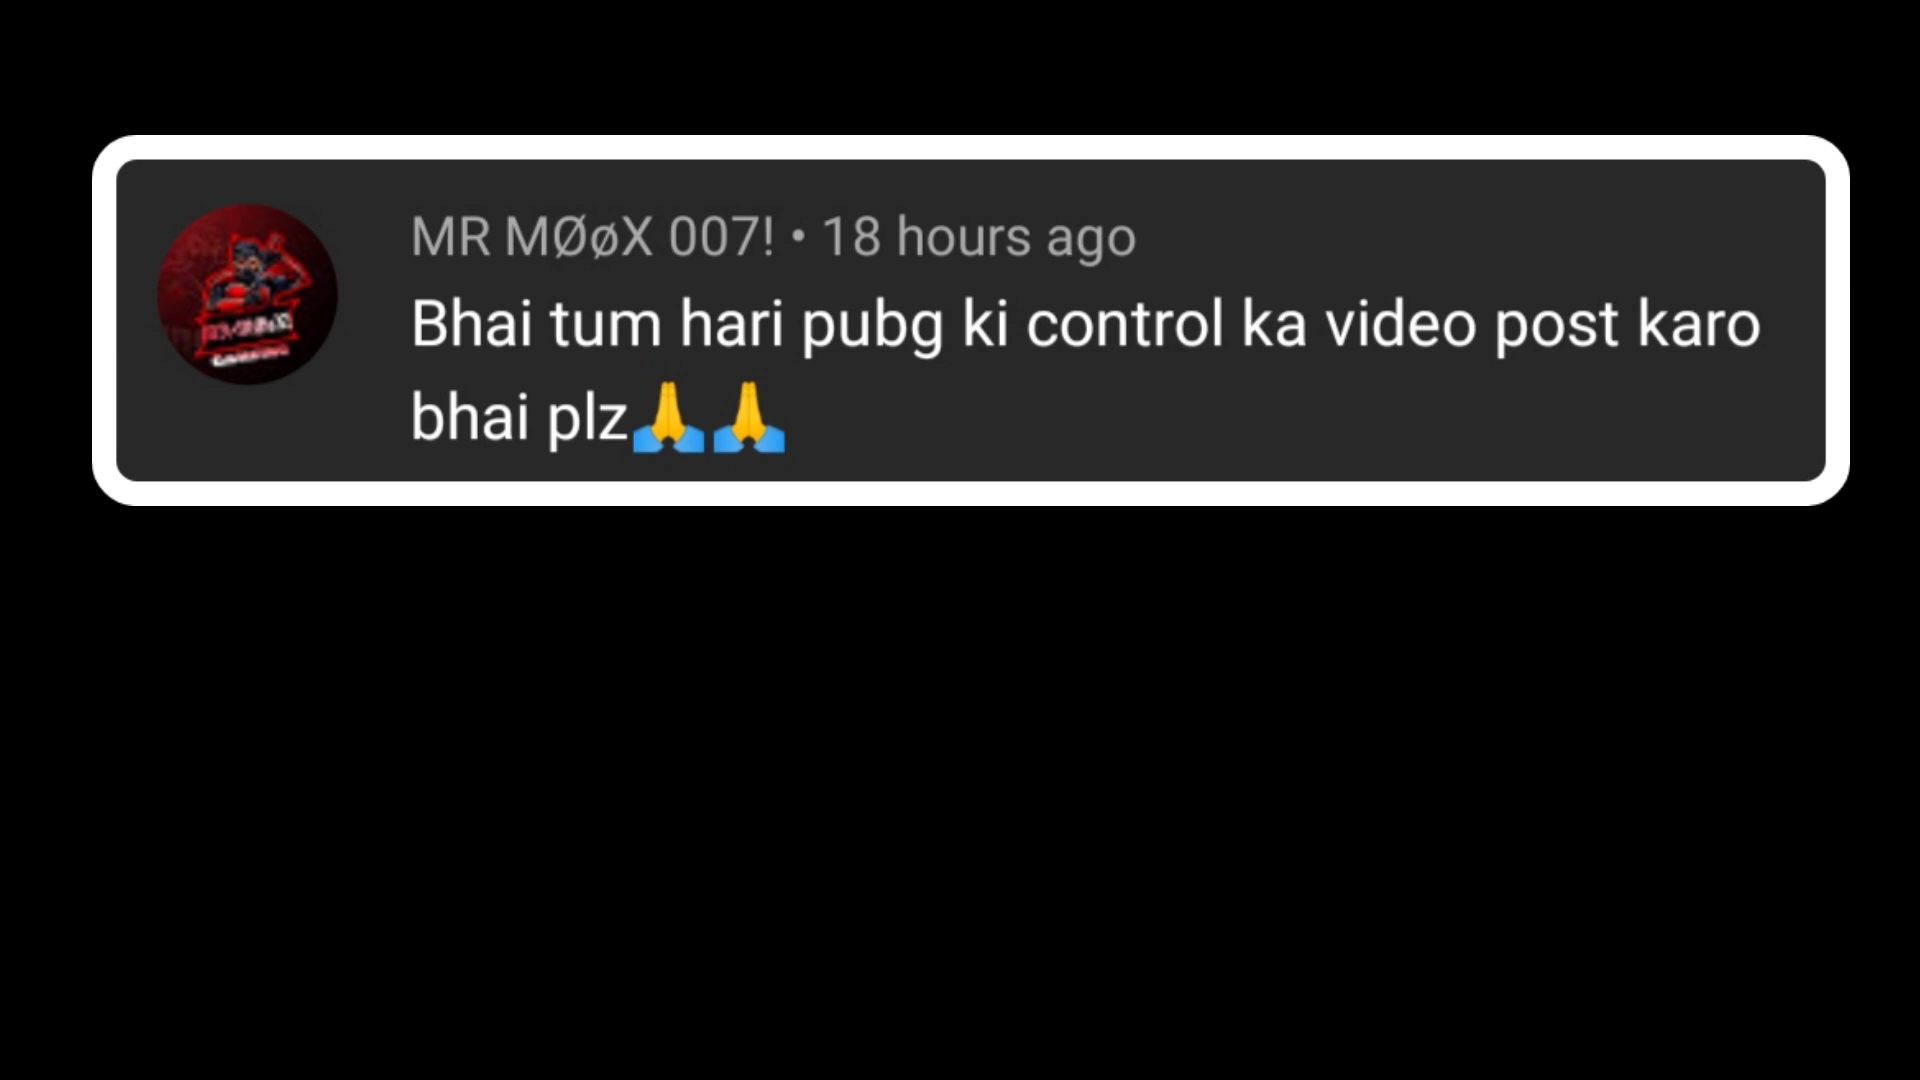 MR MØøX 007! • 18 hours ago
Bhai tum hari pubg ki control ka video post karo
bhai plz🙏🙏